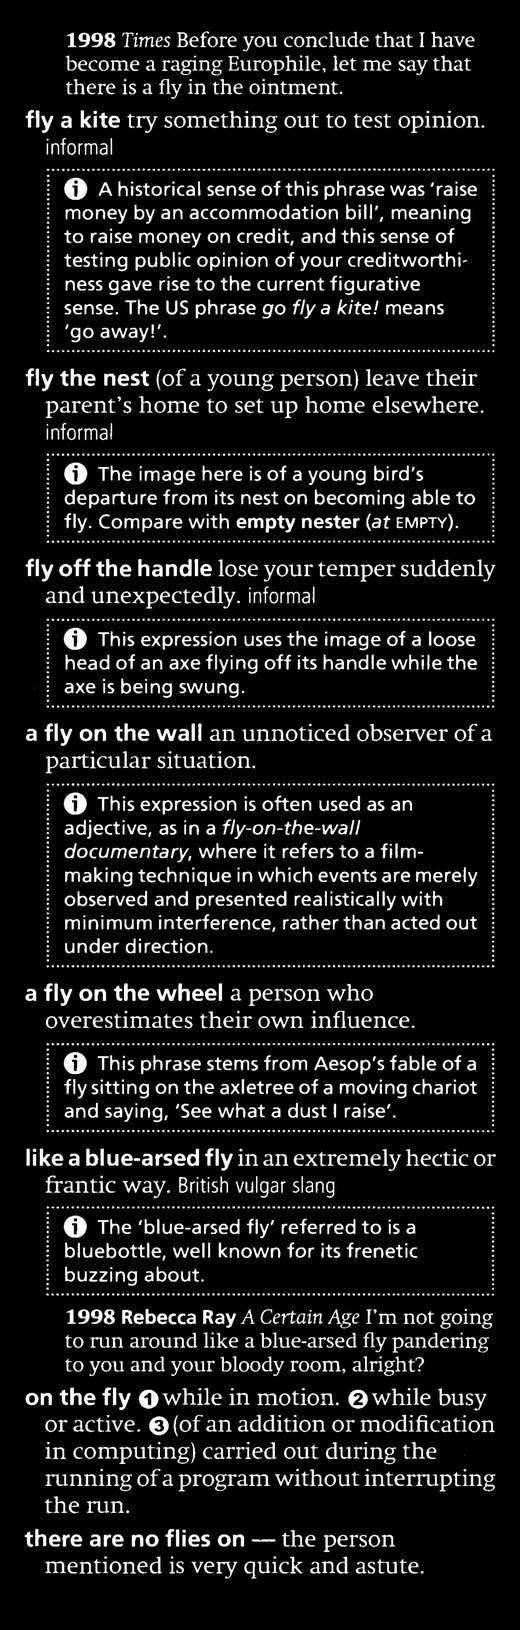 1998 Times Before you conclude that I have
become a raging Europhile, let me say that
there is a fly in the ointment.
fly a kite try something out to test opinion.
informal
ℹ A historical sense of this phrase was ‘raise
money by an accommodation bill’, meaning
to raise money on credit, and this sense of
testing public opinion of your creditworthi-
ness gave rise to the current figurative
sense. The US phrase go fly a kite! means
‘go away!’.
fly the nest (of a young person) leave their
parent’s home to set up home elsewhere.
informal
ℹ The image here is of a young bird’s
departure from its nest on becoming able to
fly. Compare with empty nester (at EMPTY).
fly off the handle lose your temper suddenly
and unexpectedly. informal
ℹ This expression uses the image of a loose
head of an axe flying off its handle while the
axe is being swung.
a fly on the wall an unnoticed observer of a
particular situation.
ℹ This expression is often used as an
adjective, as in a fly-on-the-wall
documentary, where it refers to a film-
making technique in which events are merely
observed and presented realistically with
minimum interference, rather than acted out
under direction.
a fly on the wheel a person who
overestimates their own influence.
ℹ This phrase stems from Aesop’s fable of a
fly sitting on the axletree of a moving chariot
and saying, ‘See what a dust I raise’.
like a blue-arsed fly in an extremely hectic or
frantic way. British vulgar slang
ℹ The ‘blue-arsed fly’ referred to is a
bluebottle, well known for its frenetic
buzzing about.
1998 Rebecca Ray A Certain Age I’m not going
to run around like a blue-arsed fly pandering
to you and your bloody room, alright?
on the fly ❶ while in motion. ❷ while busy
or active. ❸ (of an addition or modification
in computing) carried out during the
running of a program without interrupting
the run.
there are no flies on — the person
mentioned is very quick and astute.